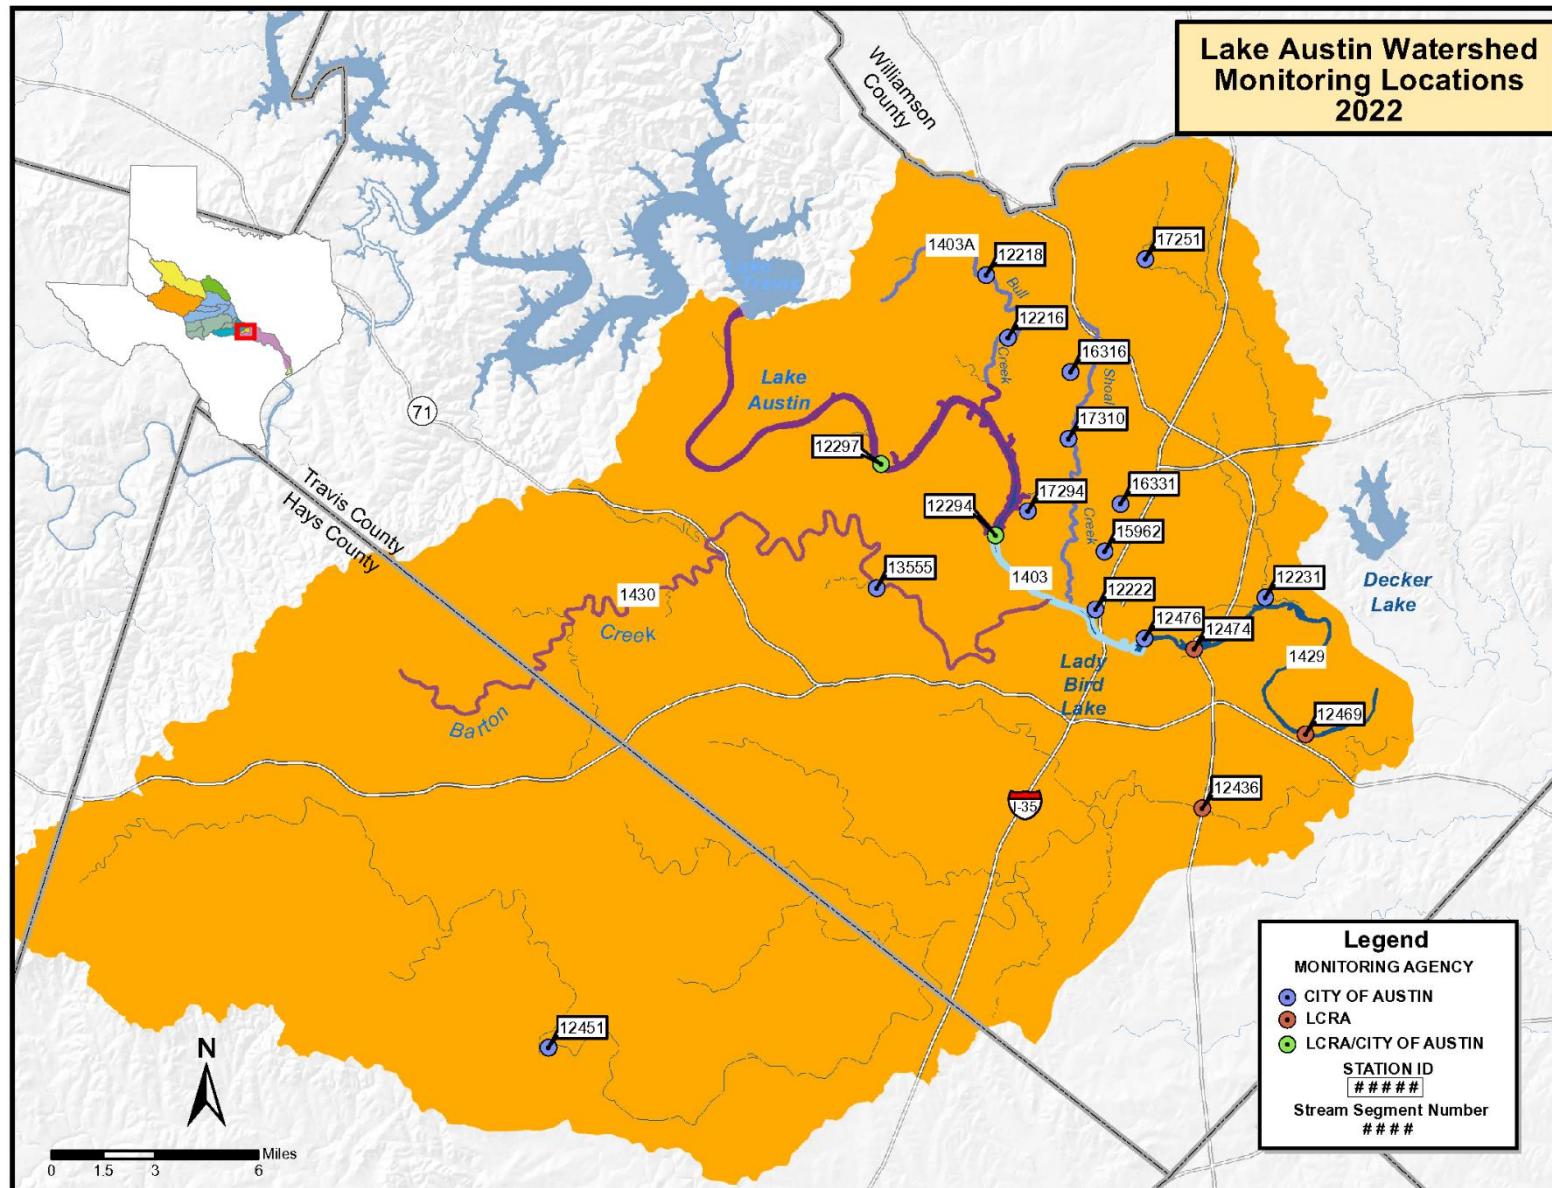 Lake Austin Watershed
Monitoring Locations
2022
Williamson
County
Lake
Travis
1403A
12218
17251
Bull
Creek
12216
16316
Shoal
Creek
17310
Lake
Austin
12297
71
Travis County
Hays County
17294
16331
12294
15962
13555
1403
12231
Decker
Lake
1430
Creek
Barton
12222
12476
12474
1429
Lady
Bird
Lake
12469
12436
I-35
12451
N
0 1.5 3 6 Miles
Legend
MONITORING AGENCY
CITY OF AUSTIN
LCRA
LCRA/CITY OF AUSTIN
STATION ID
#####
Stream Segment Number
####